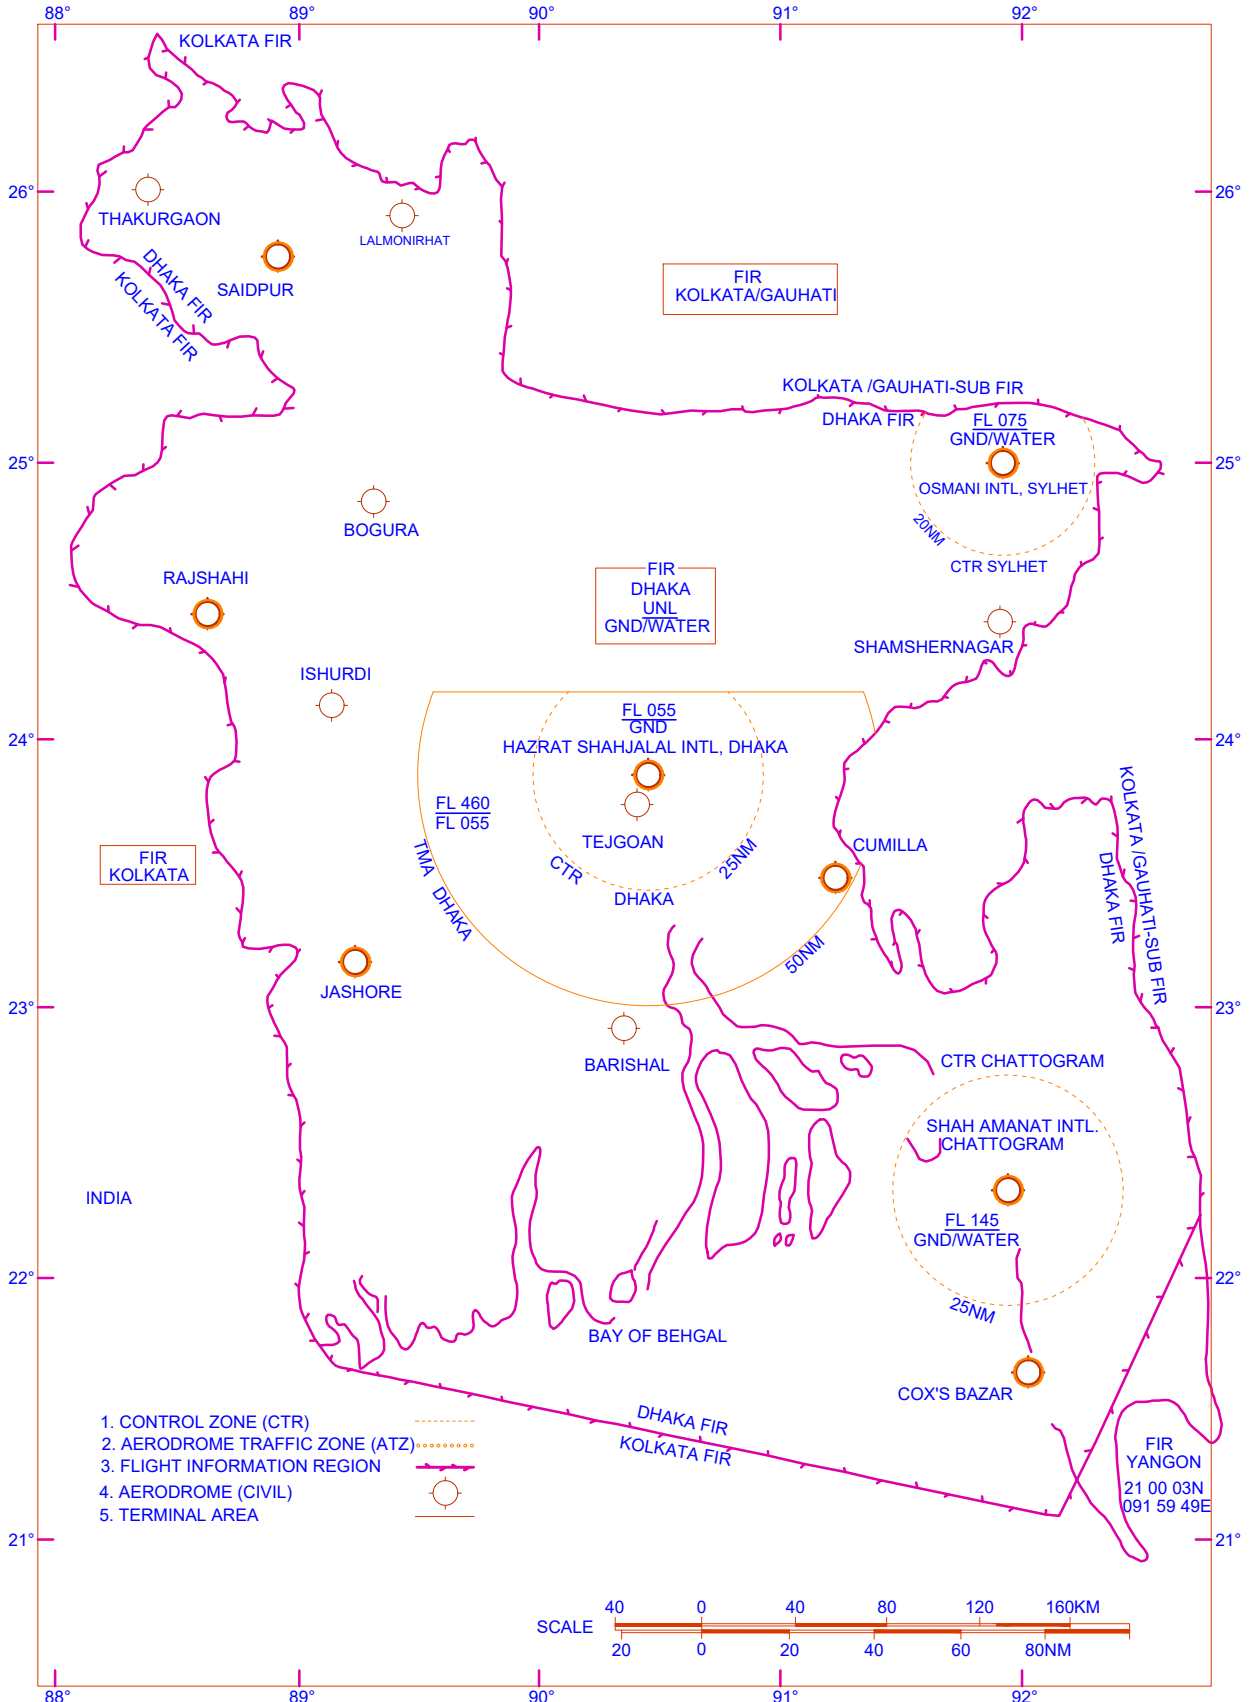 88° 89° 90° 91° 92°
KOLKATA FIR
26° 26°
THAKURGAON
LALMONIRHAT
DHAKA FIR
KOLKATA FIR
SAIDPUR
FIR
KOLKATA/GAUHATI
KOLKATA /GAUHATI-SUB FIR
DHAKA FIR
FL 075
GND/WATER
25° 25°
OSMANI INTL, SYLHET
20NM
CTR SYLHET
BOGURA
RAJSHAHI
FIR
DHAKA
UNL
GND/WATER
SHAMSHERNAGAR
ISHURDI
FL 055
GND
HAZRAT SHAHJALAL INTL, DHAKA
24° 24°
FL 460
FL 055
TEJGOAN
CTR
DHAKA
25NM
TMA DHAKA
50NM
CUMILLA
KOLKATA /GAUHATI-SUB FIR
DHAKA FIR
FIR
KOLKATA
JASHORE
23° 23°
BARISHAL
CTR CHATTOGRAM
SHAH AMANAT INTL.
CHATTOGRAM
INDIA
FL 145
GND/WATER
22° 22°
25NM
BAY OF BEHGAL
COX'S BAZAR
DHAKA FIR
KOLKATA FIR
FIR
YANGON
21 00 03N
091 59 49E
1. CONTROL ZONE (CTR)
2. AERODROME TRAFFIC ZONE (ATZ)
3. FLIGHT INFORMATION REGION
4. AERODROME (CIVIL)
5. TERMINAL AREA
21° 21°
40 0 40 80 120 160KM
SCALE
20 0 20 40 60 80NM
88° 89° 90° 91° 92°